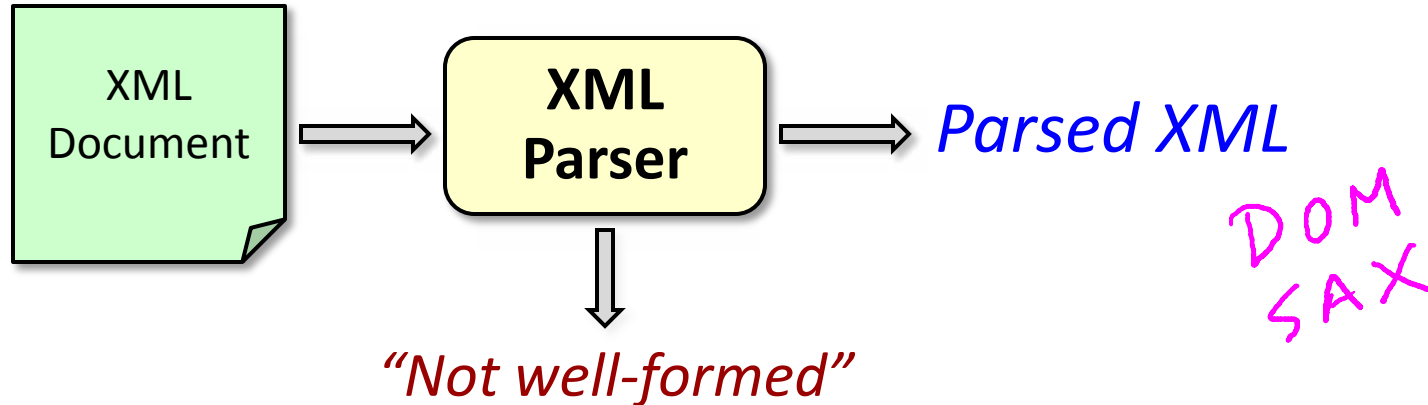 XML
Document
XML
Parser
Parsed XML
DOM
SAX
“Not well-formed”